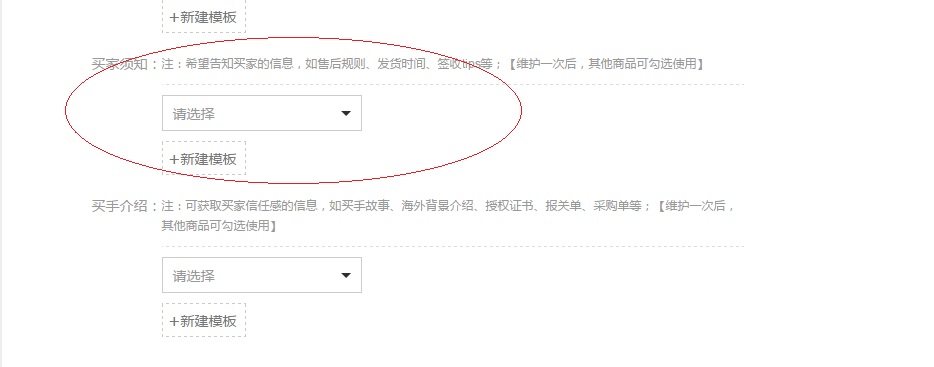 +新建模板
买家须知：注：希望告知买家的信息，如售后规则、发货时间、签收tips等；【维护一次后，其他商品可勾选使用】
请选择
+新建模板
买手介绍：注：可获取买家信任感的信息，如买手故事、海外背景介绍、授权证书、报关单、采购单等；【维护一次后，
其他商品可勾选使用】
请选择
+新建模板